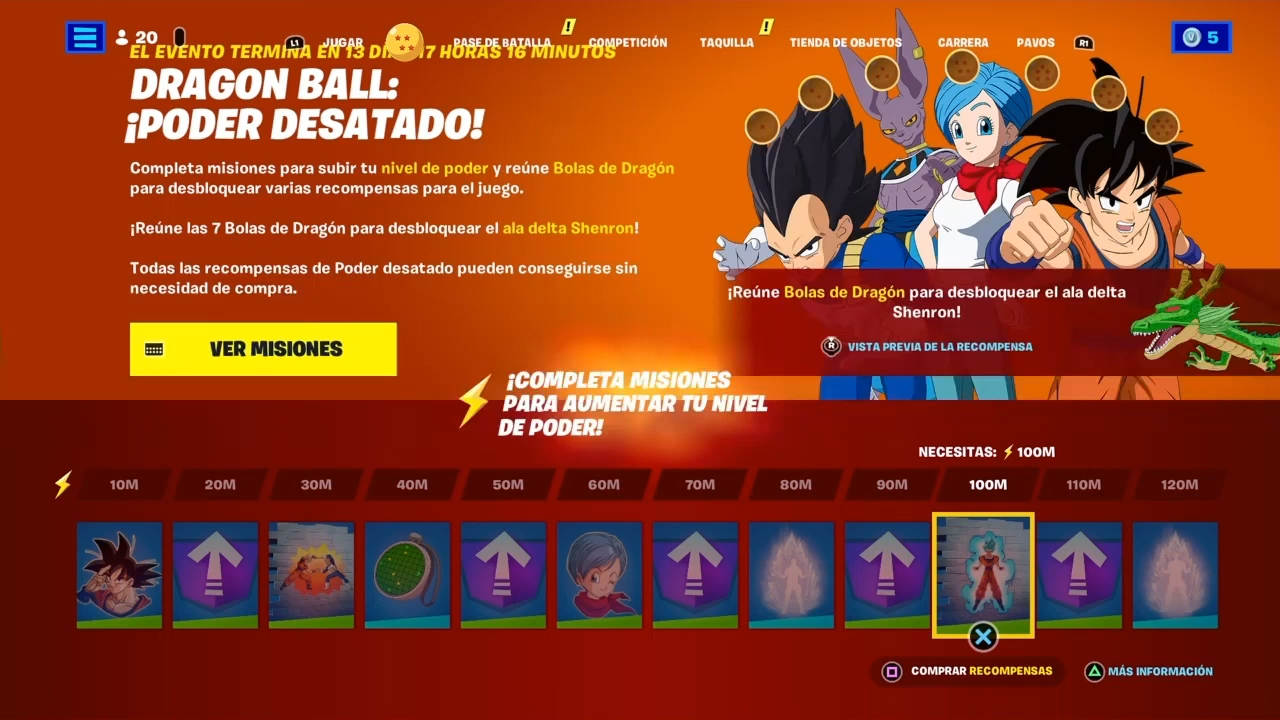 20
L1
JUGAR
PASE DE BATALLA
!
COMPETICIÓN
TAQUILLA
!
TIENDA DE OBJETOS
CARRERA
PAVOS
R1
V 5
EL EVENTO TERMINA EN 13 DÍ 17 HORAS 16 MINUTOS
DRAGON BALL:
¡PODER DESATADO!
Completa misiones para subir tu nivel de poder y reúne Bolas de Dragón
para desbloquear varias recompensas para el juego.
¡Reúne las 7 Bolas de Dragón para desbloquear el ala delta Shenron!
Todas las recompensas de Poder desatado pueden conseguirse sin
necesidad de compra.
VER MISIONES
¡Reúne Bolas de Dragón para desbloquear el ala delta
Shenron!
R VISTA PREVIA DE LA RECOMPENSA
¡COMPLETA MISIONES
PARA AUMENTAR TU NIVEL
DE PODER!
NECESITAS: 100M
10M 20M 30M 40M 50M 60M 70M 80M 90M 100M 110M 120M
COMPRAR RECOMPENSAS
MÁS INFORMACIÓN